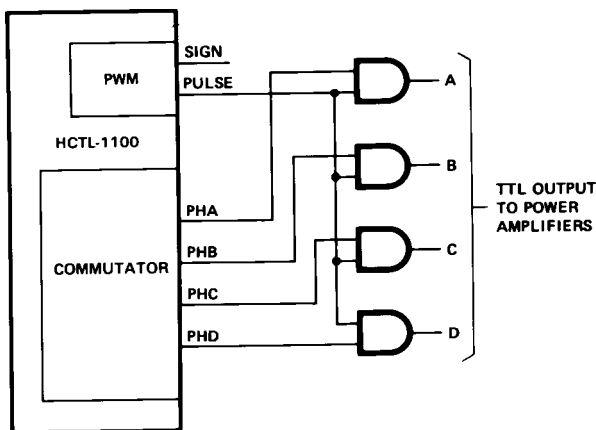 SIGN
PWM
PULSE
A
HCTL-1100
B
TTL OUTPUT
TO POWER
AMPLIFIERS
PHA
PHB
C
COMMUTATOR
PHC
PHD
D